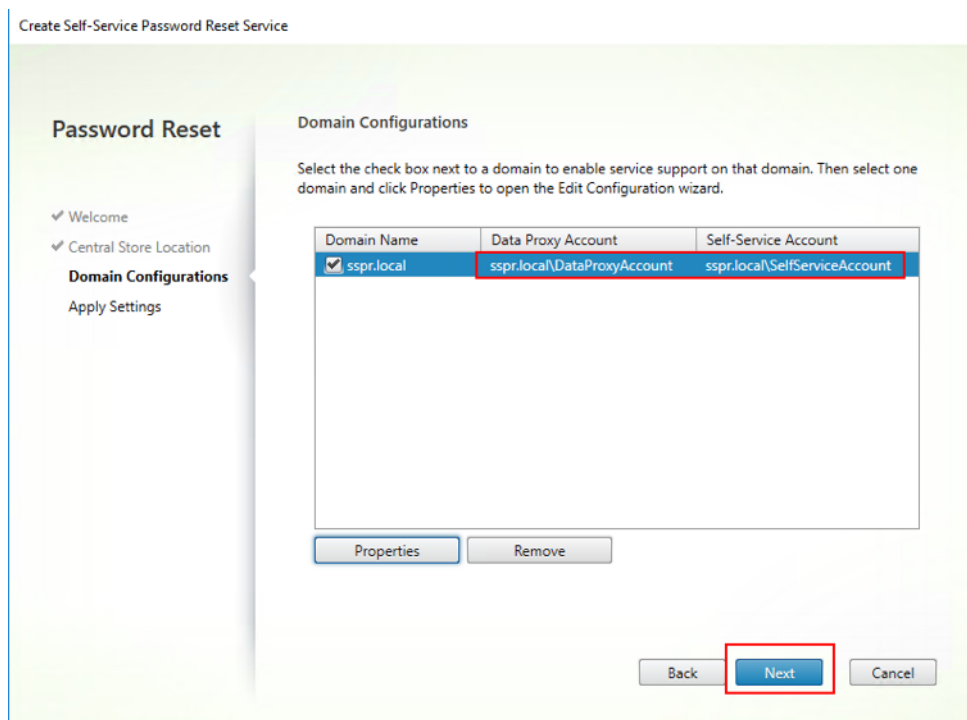 Create Self-Service Password Reset Service
Password Reset
Welcome
Central Store Location
Domain Configurations
Apply Settings
Domain Configurations
Select the check box next to a domain to enable service support on that domain. Then select one
domain and click Properties to open the Edit Configuration wizard.
Domain Name Data Proxy Account Self-Service Account
sspr.local sspr.local\DataProxyAccount sspr.local\SelfServiceAccount
Properties Remove
Back Next Cancel